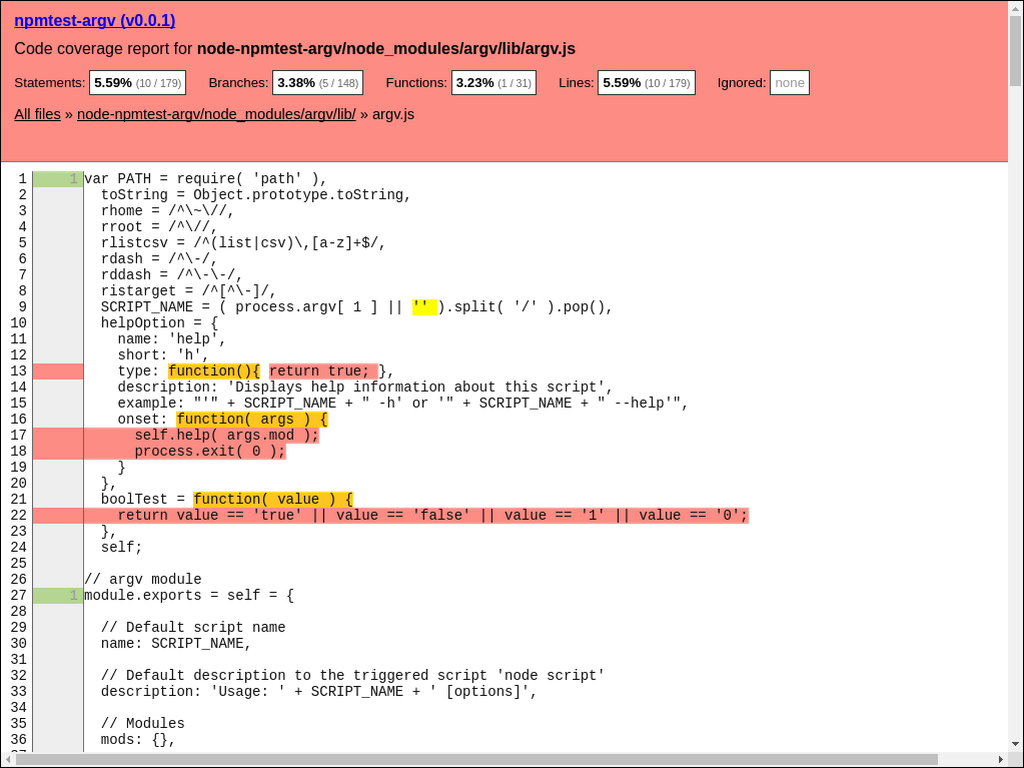 npmtest-argv (v0.0.1)
Code coverage report for node-npmtest-argv/node_modules/argv/lib/argv.js
Statements: 5.59% (10 / 179) Branches: 3.38% (5 / 148) Functions: 3.23% (1 / 31) Lines: 5.59% (10 / 179) Ignored: none
All files » node-npmtest-argv/node_modules/argv/lib/ » argv.js
1 1 var PATH = require( 'path' ),
2   toString = Object.prototype.toString,
3   rhome = /^\~\//,
4   rroot = /^\//,
5   rlistcsv = /^(list|csv)\,[a-z]+$/,
6   rdash = /^\-/,
7   rddash = /^\-\-/,
8   ristarget = /^[^\-]/,
9   SCRIPT_NAME = ( process.argv[ 1 ] || '' ).split( '/' ).pop(),
10   helpOption = {
11     name: 'help',
12     short: 'h',
13     type: function(){ return true; },
14     description: 'Displays help information about this script',
15     example: "'" + SCRIPT_NAME + " -h' or '" + SCRIPT_NAME + " --help'",
16     onset: function( args ) {
17       self.help( args.mod );
18       process.exit( 0 );
19     }
20   },
21   boolTest = function( value ) {
22     return value == 'true' || value == 'false' || value == '1' || value == '0';
23   },
24   self;
25
26 // argv module
27 1 module.exports = self = {
28
29   // Default script name
30   name: SCRIPT_NAME,
31
32   // Default description to the triggered script 'node script'
33   description: 'Usage: ' + SCRIPT_NAME + ' [options]',
34
35   // Modules
36   mods: {},